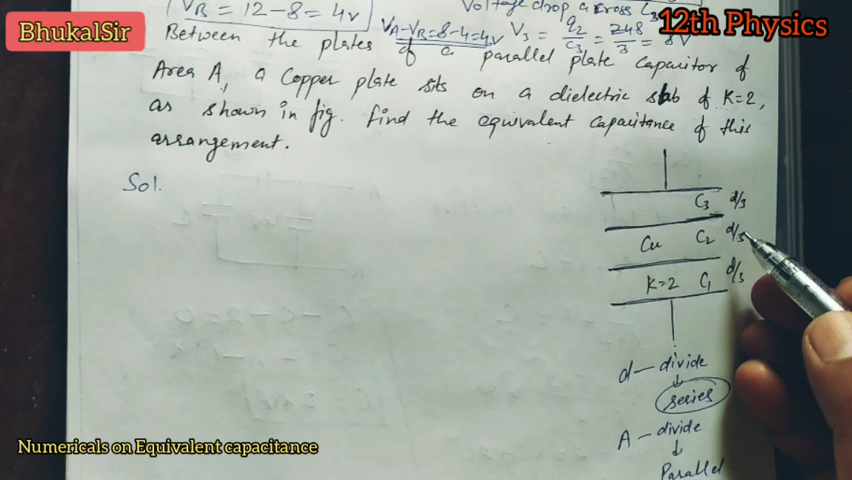 BhukalSir
12th Physics
VB = 12-8 = 4v
Voltage drop across C3
VA-VB=8-4=4V V3 = q2/C3 = 248/3 = 8V
Between the plates of a parallel plate capacitor of
Area A, a Copper plate sits on a dielectric slab of K=2,
as shown in fig. find the equivalent capacitance of this
arrangement.
Sol.
C3 d/3
Cu C2 d/3
K=2 C1 d/3
d — divide
↓
series
A — divide
↓
Parallel
Numericals on Equivalent capacitance